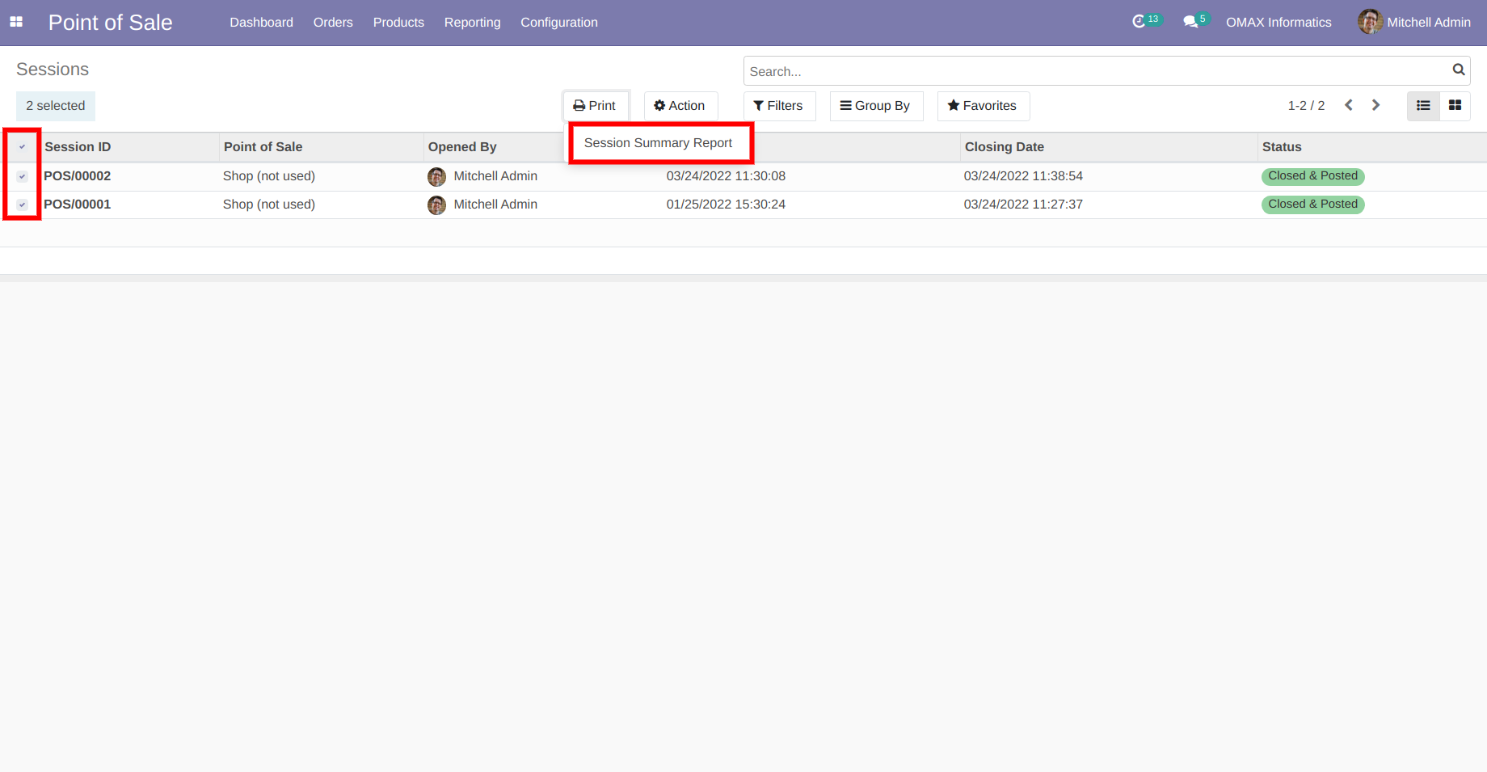 Point of Sale Dashboard Orders Products Reporting Configuration 13 5 OMAX Informatics Mitchell Admin
Sessions Search...
2 selected Print Action Filters Group By Favorites 1-2 / 2
Session Summary Report
Session ID Point of Sale Opened By Closing Date Status
POS/00002 Shop (not used) Mitchell Admin 03/24/2022 11:30:08 03/24/2022 11:38:54 Closed & Posted
POS/00001 Shop (not used) Mitchell Admin 01/25/2022 15:30:24 03/24/2022 11:27:37 Closed & Posted